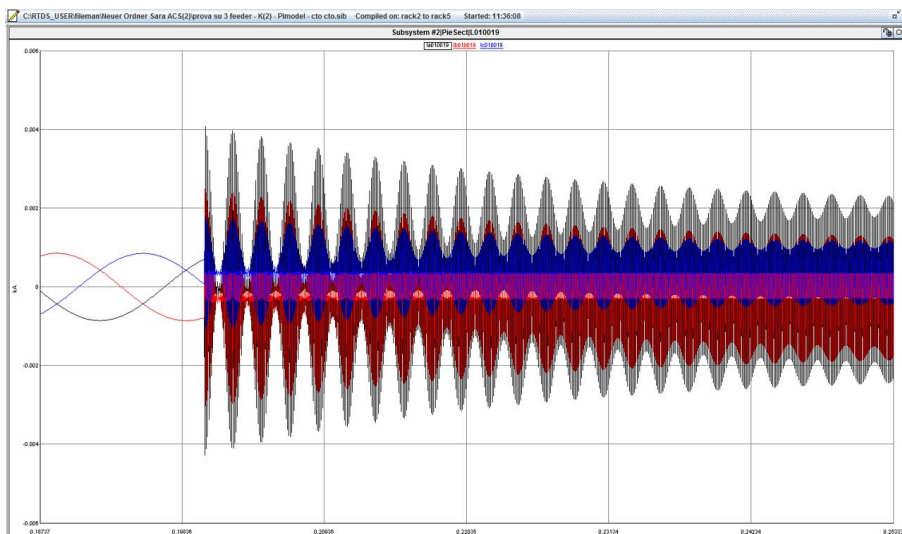 C:\RTDS_USER\fileman\Neuer Ordner Sara ACS(2)\prova su 3 feeder - K(2) - PImodel - cto cto.sib Compiled on: rack2 to rack5 Started: 11:36:08
Subsystem #2|PieSect|L010019
Ia010019 Ib010019 Ic010019
0.006
0.004
0.002
0
kA
-0.002
-0.004
-0.006
0.18737 0.19836 0.20936 0.22035 0.23134 0.24234 0.25333